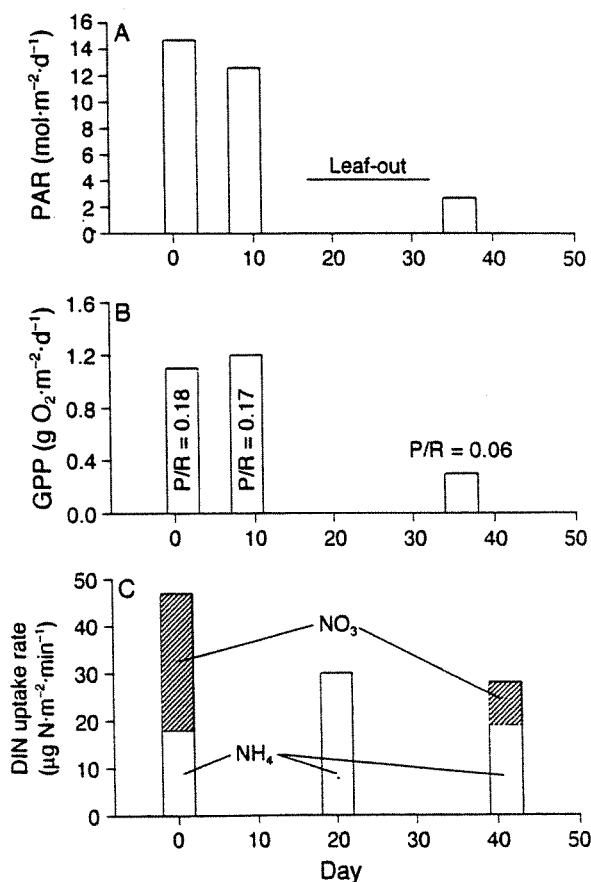 A
PAR (mol·m⁻²·d⁻¹)
16
14
12
10
8
6
4
2
0
Leaf-out
0
10
20
30
40
50
B
GPP (g O₂·m⁻²·d⁻¹)
1.6
1.2
0.8
0.4
0.0
P/R = 0.18
P/R = 0.17
P/R = 0.06
0
10
20
30
40
50
C
DIN uptake rate
(µg N·m⁻²·min⁻¹)
50
40
30
20
10
0
NO₃
NH₄
0
10
20
30
40
50
Day